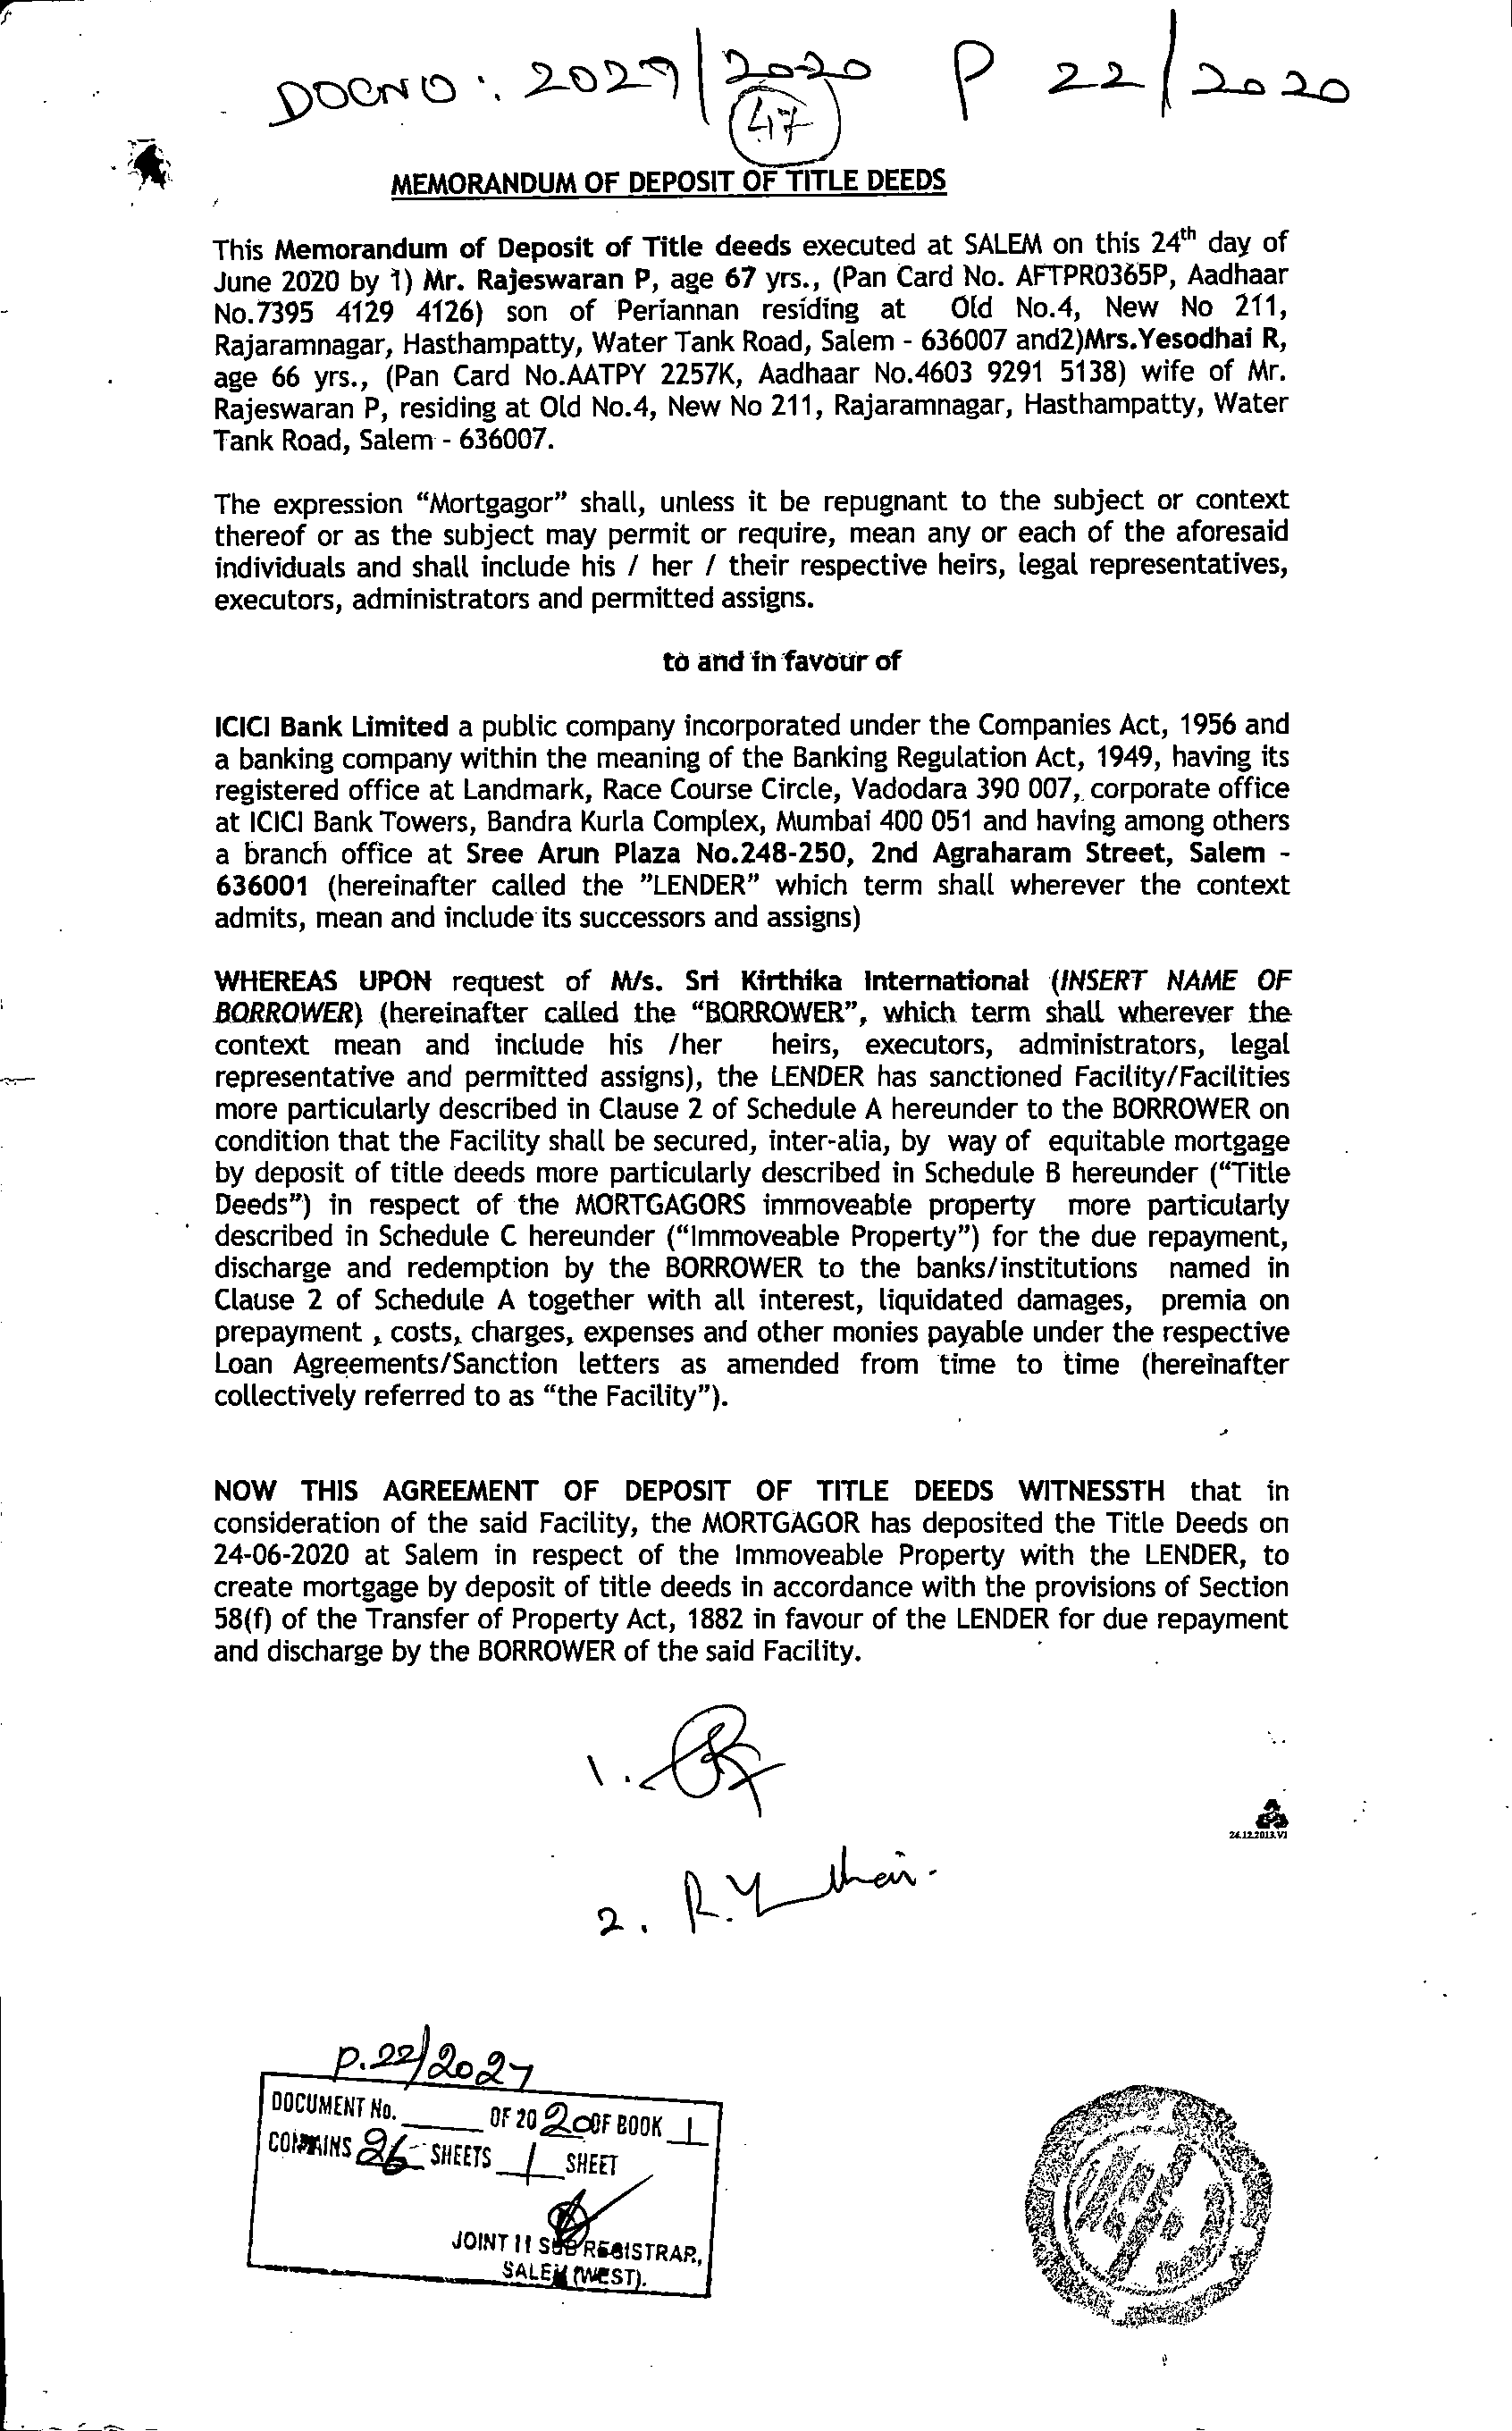 DOCNO: 2027/2020 P 22/2020
47
MEMORANDUM OF DEPOSIT OF TITLE DEEDS
This Memorandum of Deposit of Title deeds executed at SALEM on this 24th day of
June 2020 by 1) Mr. Rajeswaran P, age 67 yrs., (Pan Card No. AFTPR0365P, Aadhaar
No.7395 4129 4126) son of Periannan residing at Old No.4, New No 211,
Rajaramnagar, Hasthampatty, Water Tank Road, Salem - 636007 and2)Mrs.Yesodhai R,
age 66 yrs., (Pan Card No.AATPY 2257K, Aadhaar No.4603 9291 5138) wife of Mr.
Rajeswaran P, residing at Old No.4, New No 211, Rajaramnagar, Hasthampatty, Water
Tank Road, Salem - 636007.
The expression “Mortgagor” shall, unless it be repugnant to the subject or context
thereof or as the subject may permit or require, mean any or each of the aforesaid
individuals and shall include his / her / their respective heirs, legal representatives,
executors, administrators and permitted assigns.
to and in favour of
ICICI Bank Limited a public company incorporated under the Companies Act, 1956 and
a banking company within the meaning of the Banking Regulation Act, 1949, having its
registered office at Landmark, Race Course Circle, Vadodara 390 007, corporate office
at ICICI Bank Towers, Bandra Kurla Complex, Mumbai 400 051 and having among others
a branch office at Sree Arun Plaza No.248-250, 2nd Agraharam Street, Salem -
636001 (hereinafter called the ”LENDER” which term shall wherever the context
admits, mean and include its successors and assigns)
WHEREAS UPON request of M/s. Sri Kirthika International (INSERT NAME OF
BORROWER) (hereinafter called the “BORROWER”, which term shall wherever the
context mean and include his /her heirs, executors, administrators, legal
representative and permitted assigns), the LENDER has sanctioned Facility/Facilities
more particularly described in Clause 2 of Schedule A hereunder to the BORROWER on
condition that the Facility shall be secured, inter-alia, by way of equitable mortgage
by deposit of title deeds more particularly described in Schedule B hereunder (“Title
Deeds”) in respect of the MORTGAGORS immoveable property more particularly
described in Schedule C hereunder (“Immoveable Property”) for the due repayment,
discharge and redemption by the BORROWER to the banks/institutions named in
Clause 2 of Schedule A together with all interest, liquidated damages, premia on
prepayment , costs, charges, expenses and other monies payable under the respective
Loan Agreements/Sanction letters as amended from time to time (hereinafter
collectively referred to as “the Facility”).
NOW THIS AGREEMENT OF DEPOSIT OF TITLE DEEDS WITNESSTH that in
consideration of the said Facility, the MORTGAGOR has deposited the Title Deeds on
24-06-2020 at Salem in respect of the Immoveable Property with the LENDER, to
create mortgage by deposit of title deeds in accordance with the provisions of Section
58(f) of the Transfer of Property Act, 1882 in favour of the LENDER for due repayment
and discharge by the BORROWER of the said Facility.
1.
24.12.2013.V1
2. R.Y
P.22/2027
DOCUMENT No. OF 2020 OF BOOK 1
CONTAINS 26 SHEETS 1 SHEET
JOINT II SUB REGISTRAR,
SALEM (WEST).